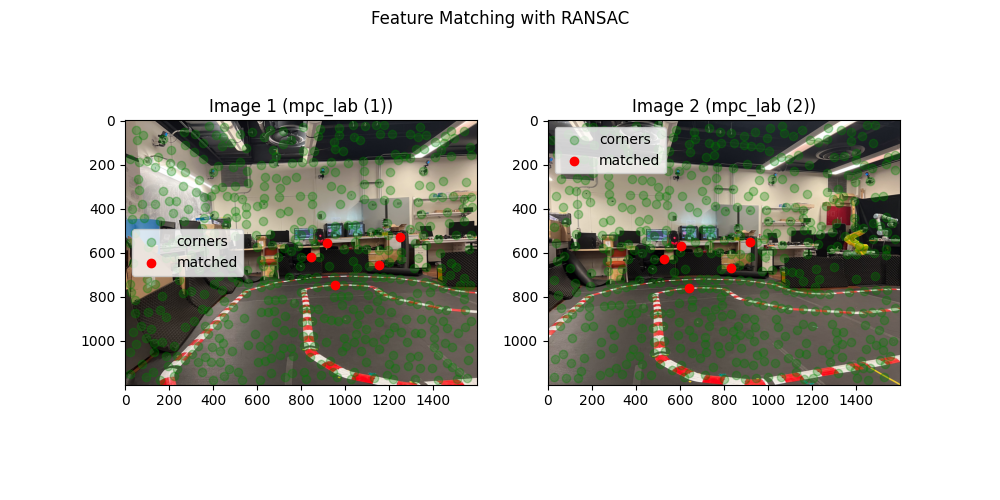 Feature Matching with RANSAC
Image 1 (mpc_lab (1))
0
200
400
600
800
1000
corners
matched
0 200 400 600 800 1000 1200 1400
Image 2 (mpc_lab (2))
0
200
400
600
800
1000
corners
matched
0 200 400 600 800 1000 1200 1400